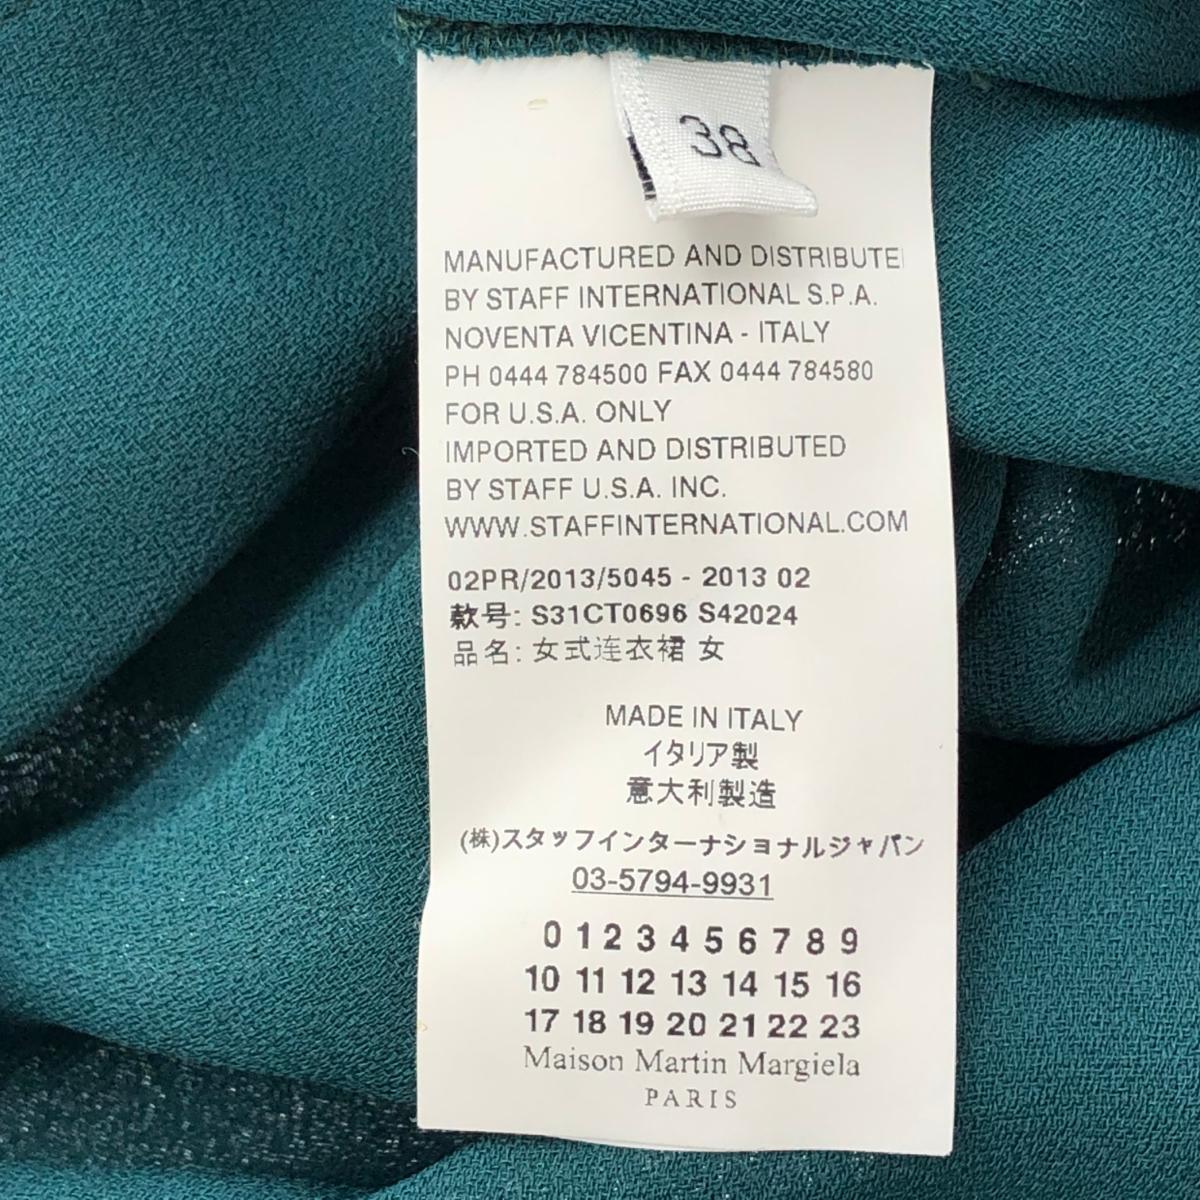 38
MANUFACTURED AND DISTRIBUTE
BY STAFF INTERNATIONAL S.P.A.
NOVENTA VICENTINA - ITALY
PH 0444 784500 FAX 0444 784580
FOR U.S.A. ONLY
IMPORTED AND DISTRIBUTED
BY STAFF U.S.A. INC.
WWW.STAFFINTERNATIONAL.COM
02PR/2013/5045 - 2013 02
款号: S31CT0696 S42024
品名: 女式连衣裙 女
MADE IN ITALY
イタリア製
意大利製造
(株)スタッフインターナショナルジャパン
03-5794-9931
0 1 2 3 4 5 6 7 8 9
10 11 12 13 14 15 16
17 18 19 20 21 22 23
Maison Martin Margiela
PARIS